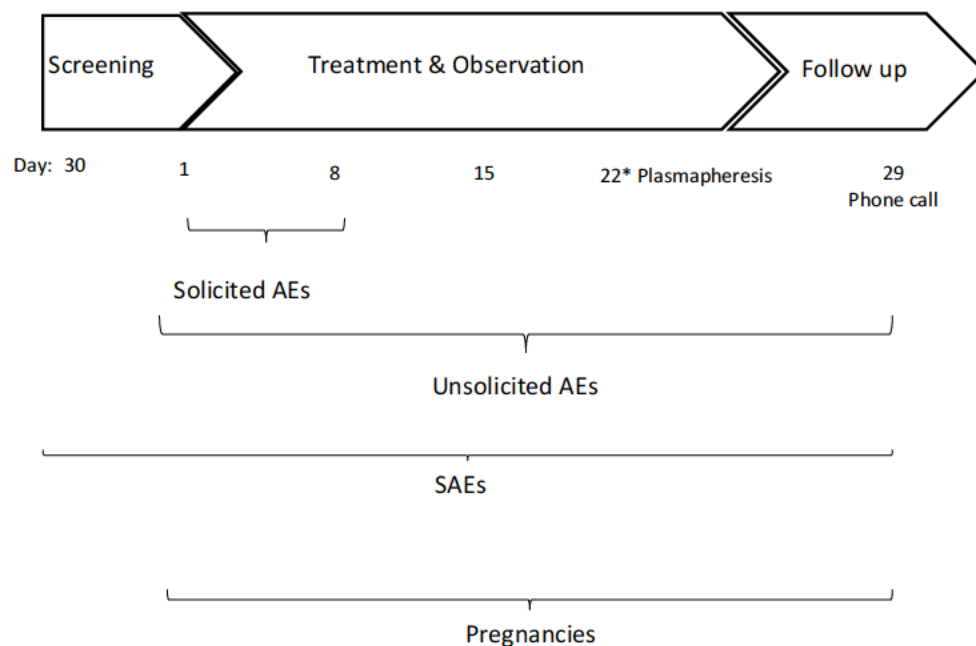 Screening
Treatment & Observation
Follow up
Day: 30
1
8
15
22* Plasmapheresis
29
Phone call
Solicited AEs
Unsolicited AEs
SAEs
Pregnancies